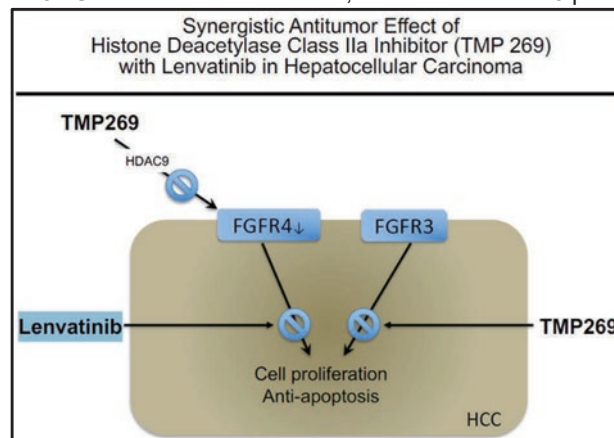 Synergistic Antitumor Effect of
Histone Deacetylase Class IIa Inhibitor (TMP 269)
with Lenvatinib in Hepatocellular Carcinoma
TMP269
HDAC9
FGFR4↓
FGFR3
Lenvatinib
TMP269
Cell proliferation
Anti-apoptosis
HCC